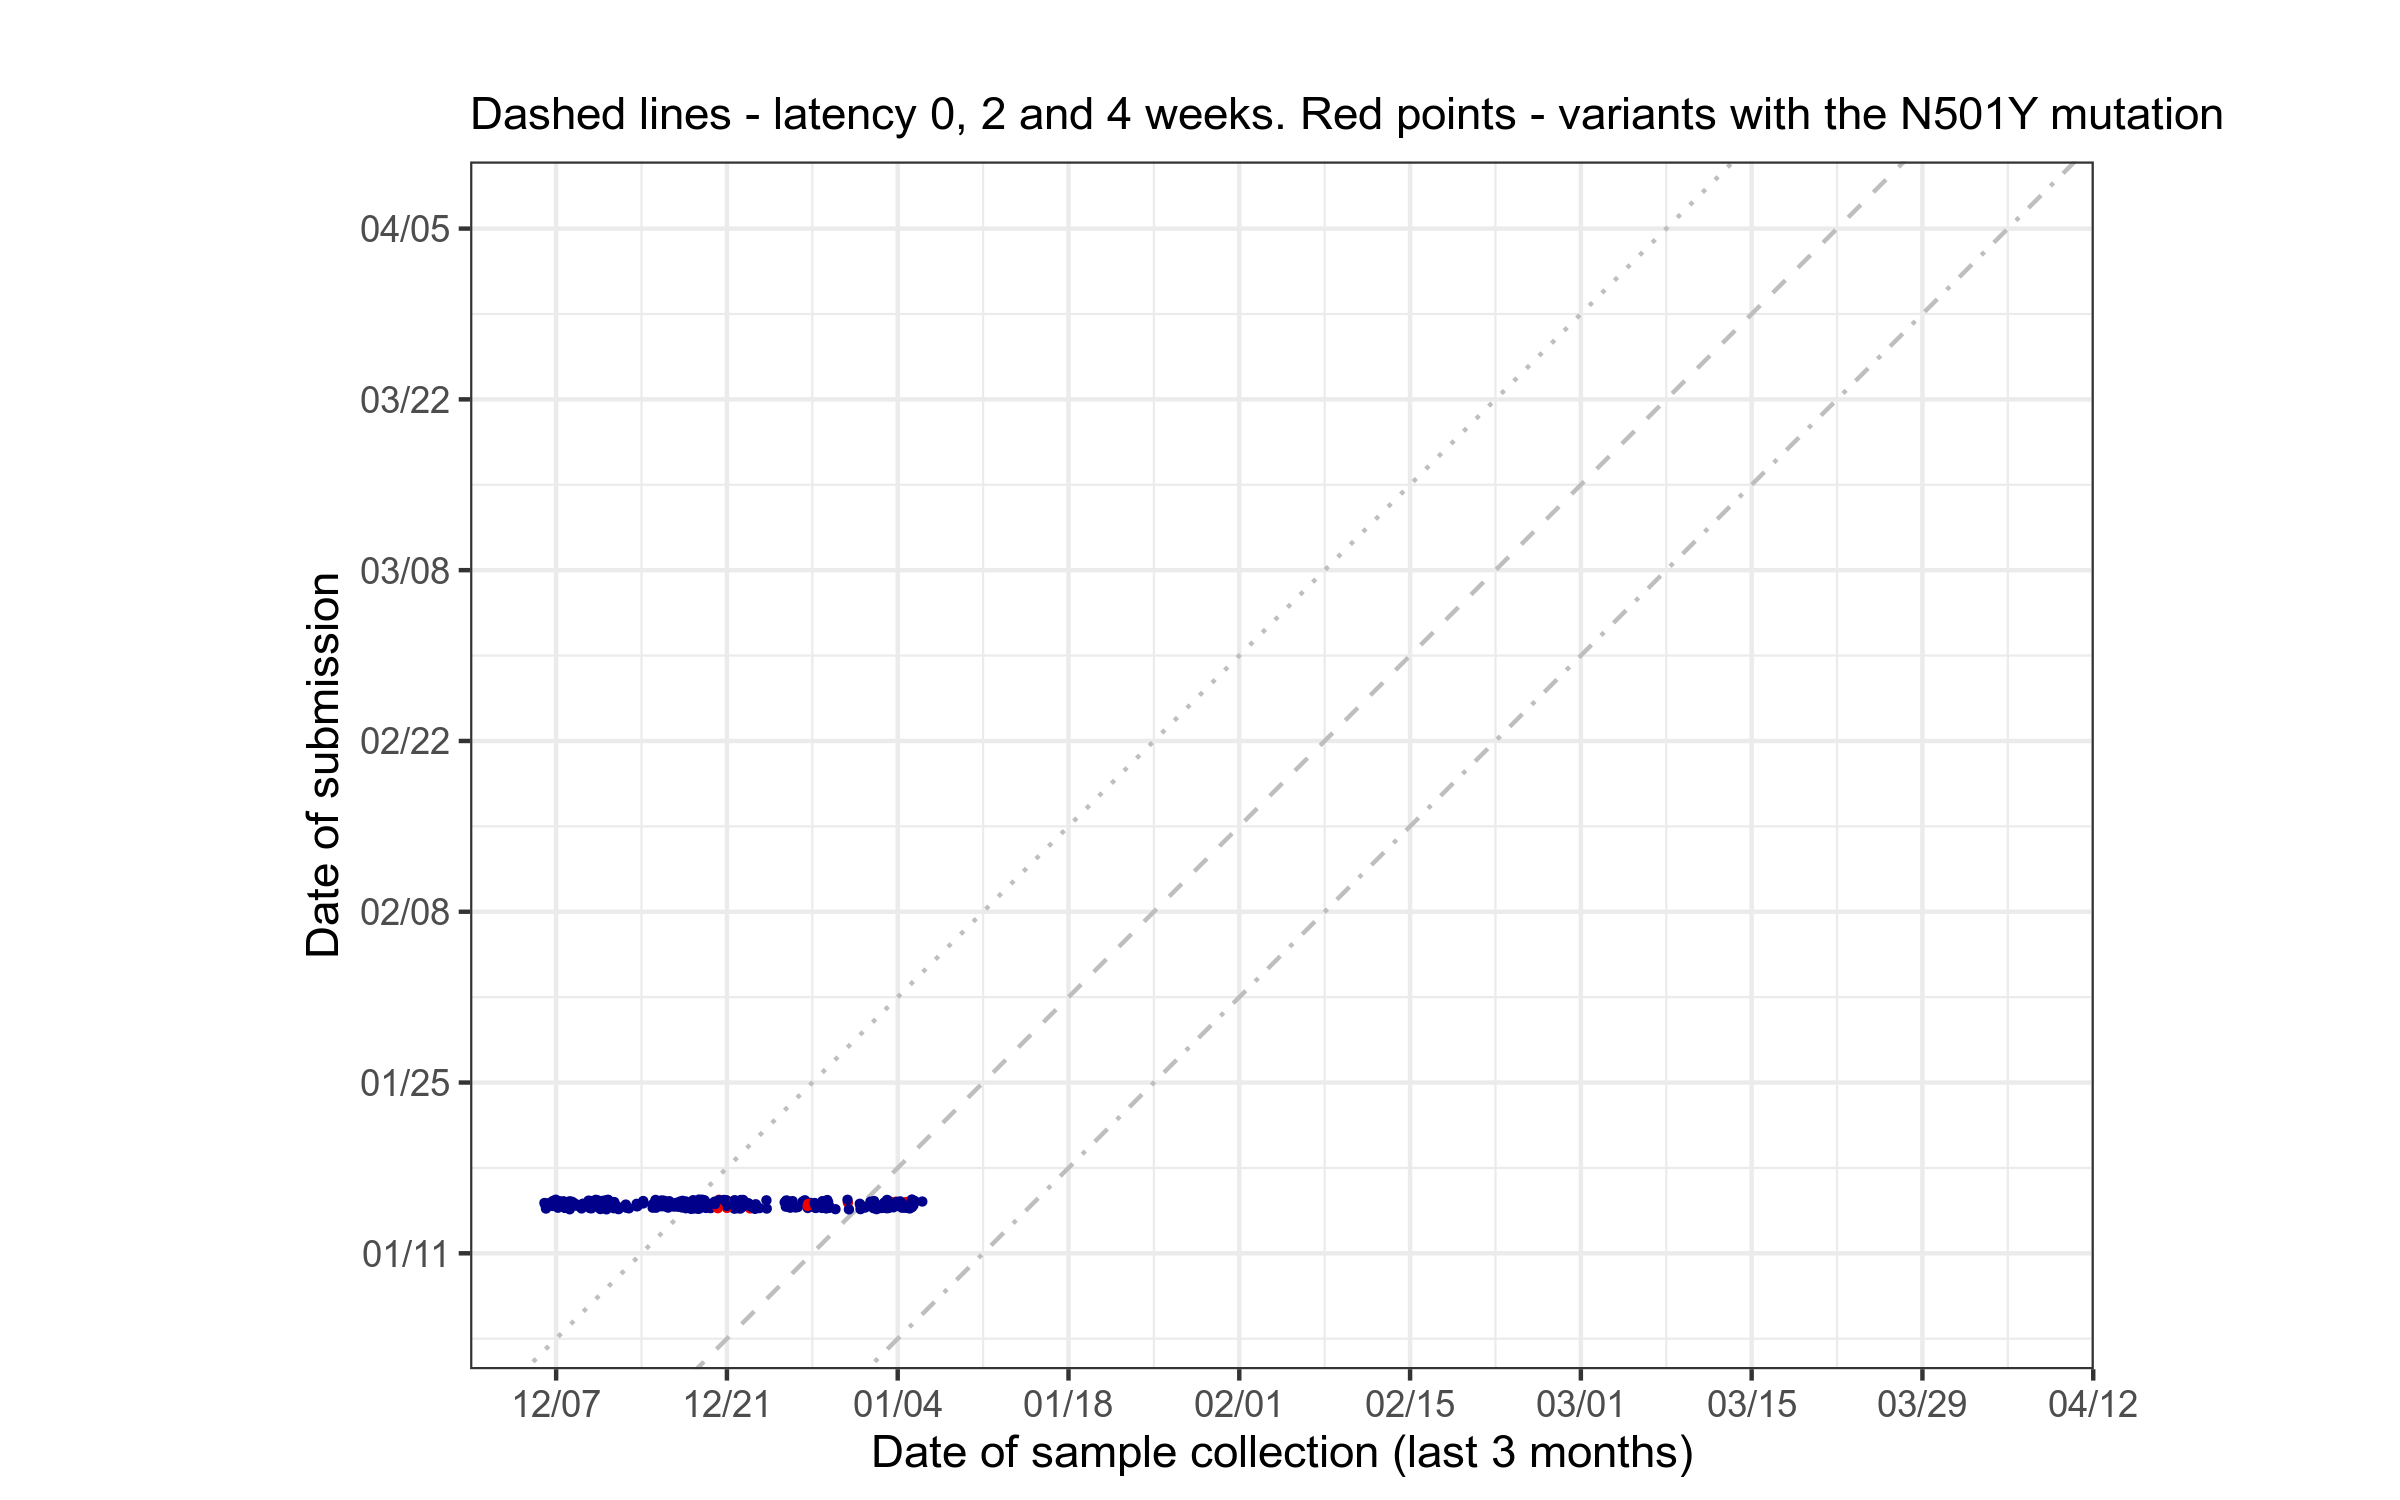 Dashed lines - latency 0, 2 and 4 weeks. Red points - variants with the N501Y mutation
Date of submission
04/05
03/22
03/08
02/22
02/08
01/25
01/11
12/07 12/21 01/04 01/18 02/01 02/15 03/01 03/15 03/29 04/12
Date of sample collection (last 3 months)